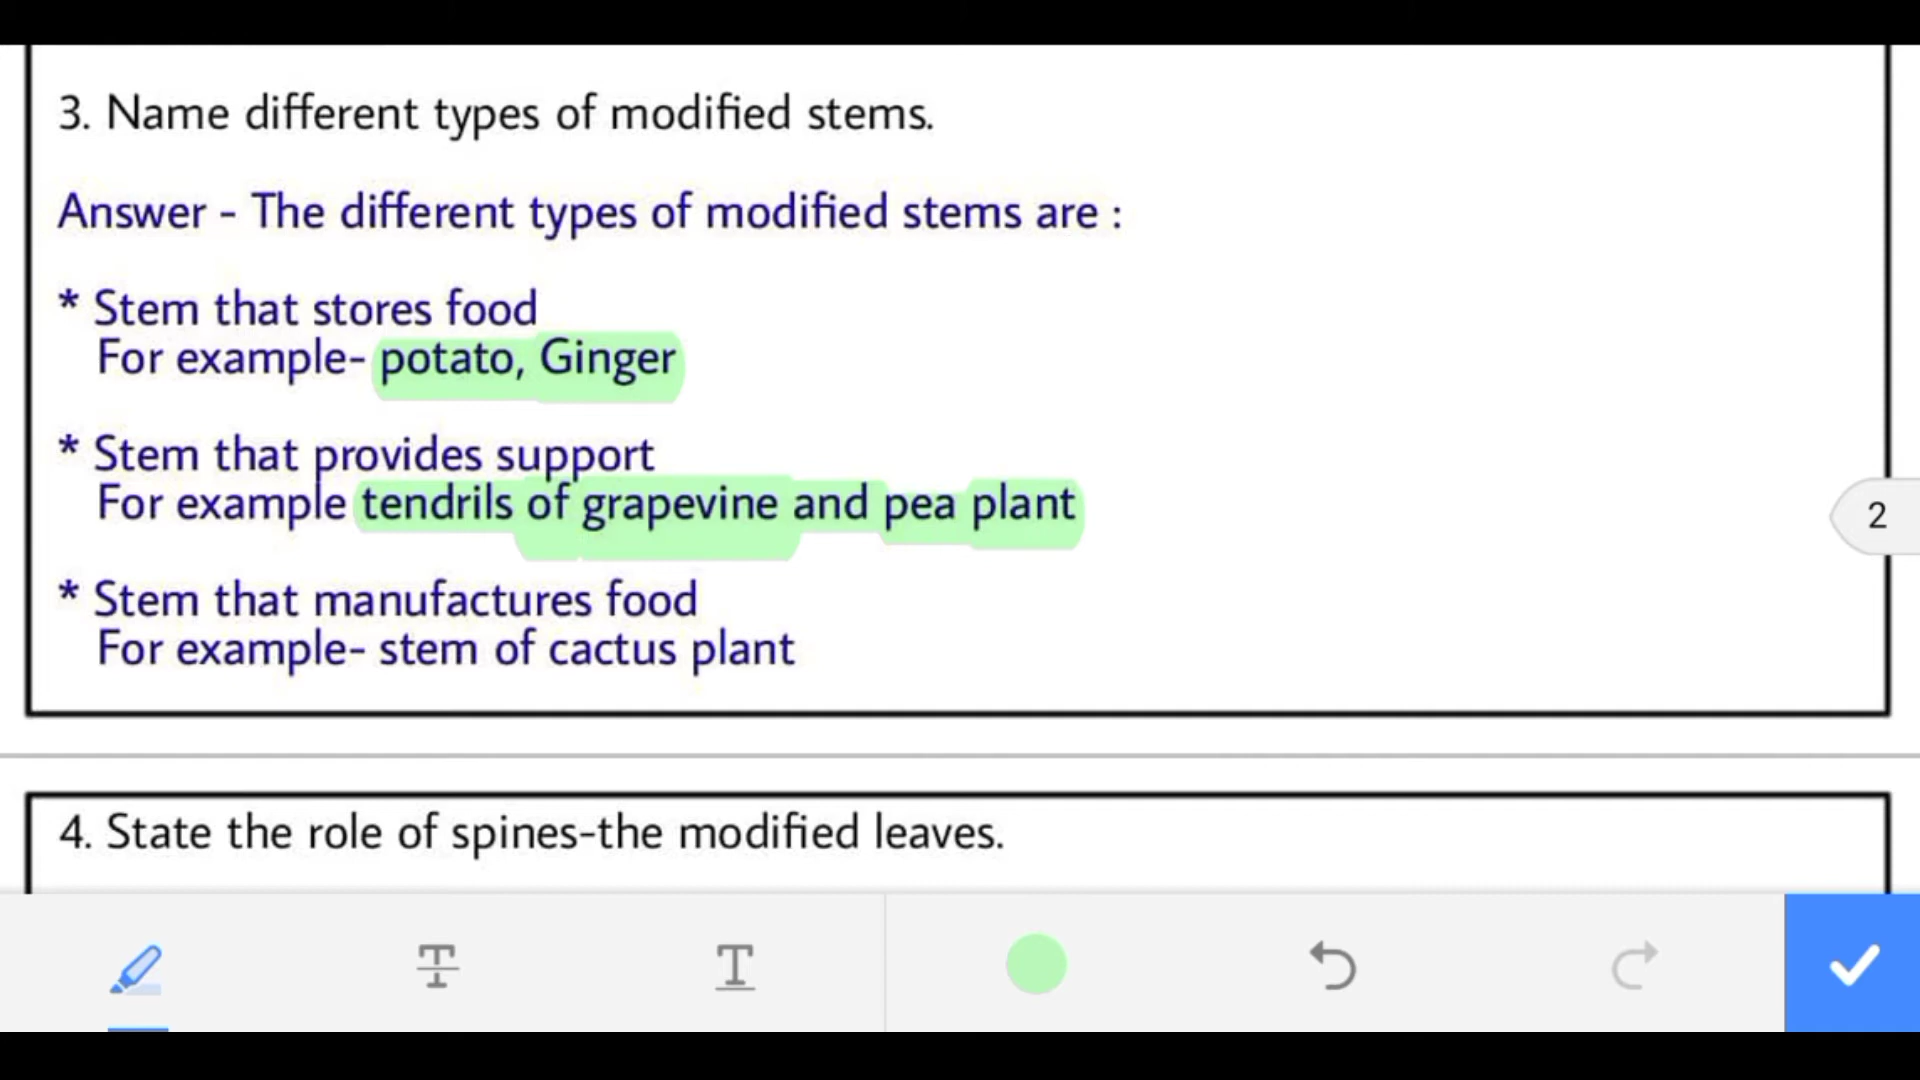 3. Name different types of modified stems.
Answer - The different types of modified stems are :
* Stem that stores food
For example- potato, Ginger
* Stem that provides support
For example tendrils of grapevine and pea plant
* Stem that manufactures food
For example- stem of cactus plant
2
4. State the role of spines-the modified leaves.